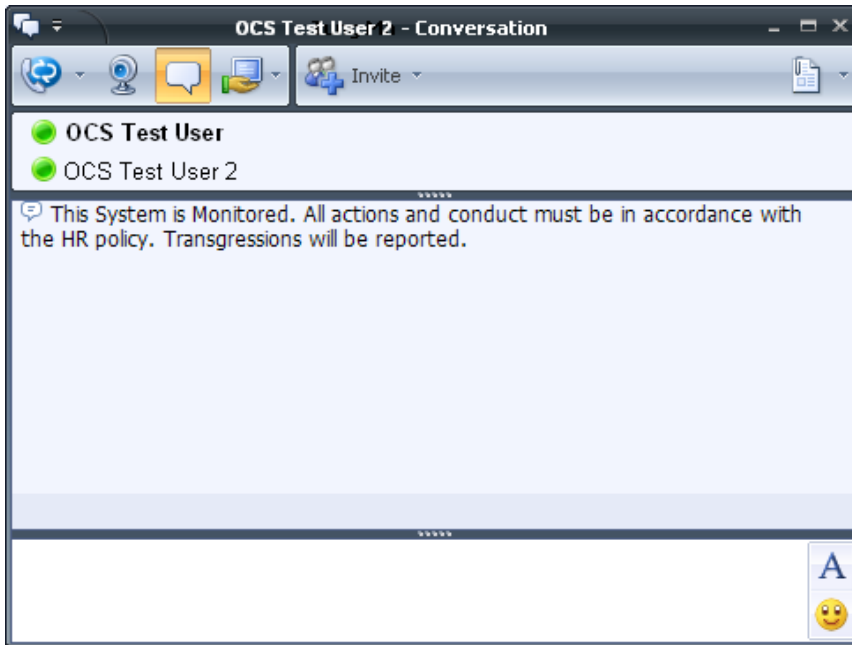 OCS Test User 2 - Conversation
Invite
OCS Test User
OCS Test User 2
This System is Monitored. All actions and conduct must be in accordance with
the HR policy. Transgressions will be reported.
A